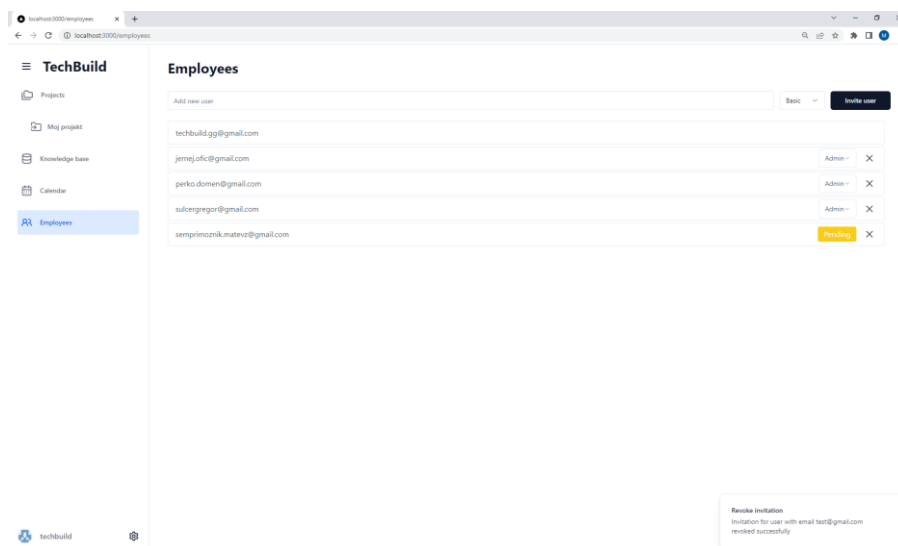 localhost:3000/employees
localhost:3000/employees
M
TechBuild
Projects
Moj projekt
Knowledge base
Calendar
Employees
techbuild
Employees
Add new user
Basic
Invite user
techbuild.gg@gmail.com
jernej.ofic@gmail.com
Admin
perko.domen@gmail.com
Admin
sulcergregor@gmail.com
Admin
semprimoznik.matevz@gmail.com
Pending
Revoke invitation
Invitation for user with email test@gmail.com
revoked successfully